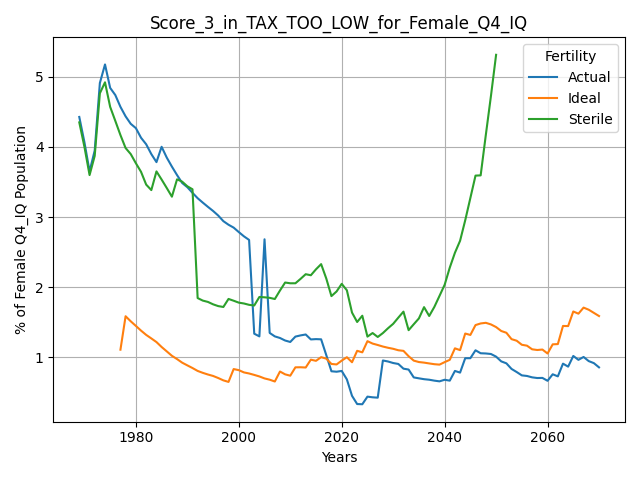 Score_3_in_TAX_TOO_LOW_for_Female_Q4_IQ
% of Female Q4_IQ Population
5
4
3
2
1
Fertility
Actual
Ideal
Sterile
1980 2000 2020 2040 2060
Years